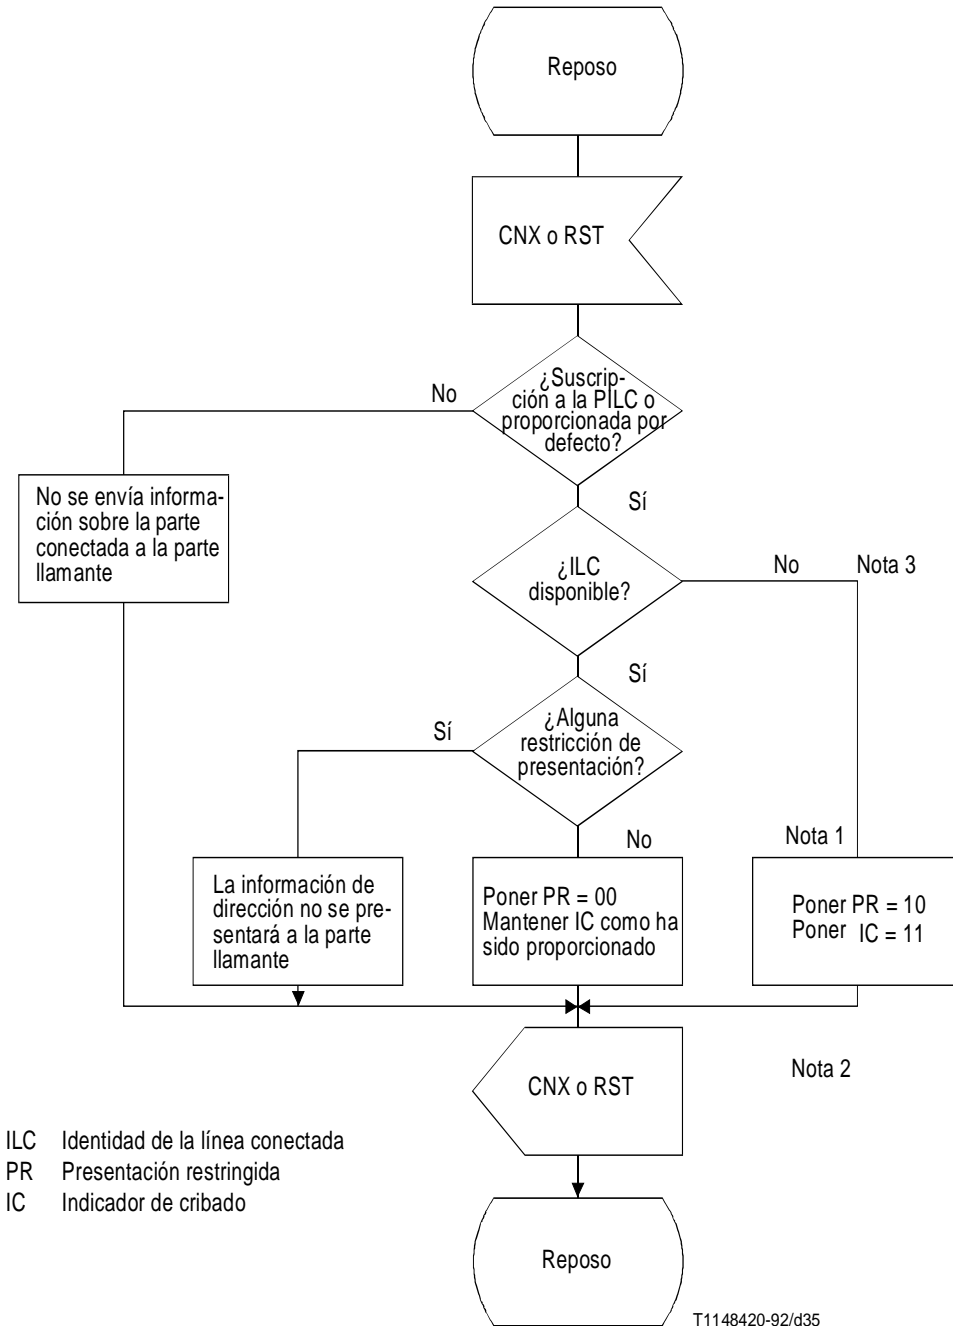 Reposo
CNX o RST
¿Suscrip-
ción a la PILC o
proporcionada por
defecto?
No
Sí
No se envía informa-
ción sobre la parte
conectada a la parte
llamante
¿ILC
disponible?
No
Nota 3
Sí
¿Alguna
restricción de
presentación?
Sí
No
Nota 1
La información de
dirección no se pre-
sentará a la parte
llamante
Poner PR = 00
Mantener IC como ha
sido proporcionado
Poner PR = 10
Poner IC = 11
CNX o RST
Nota 2
ILC Identidad de la línea conectada
PR Presentación restringida
IC Indicador de cribado
Reposo
T1148420-92/d35